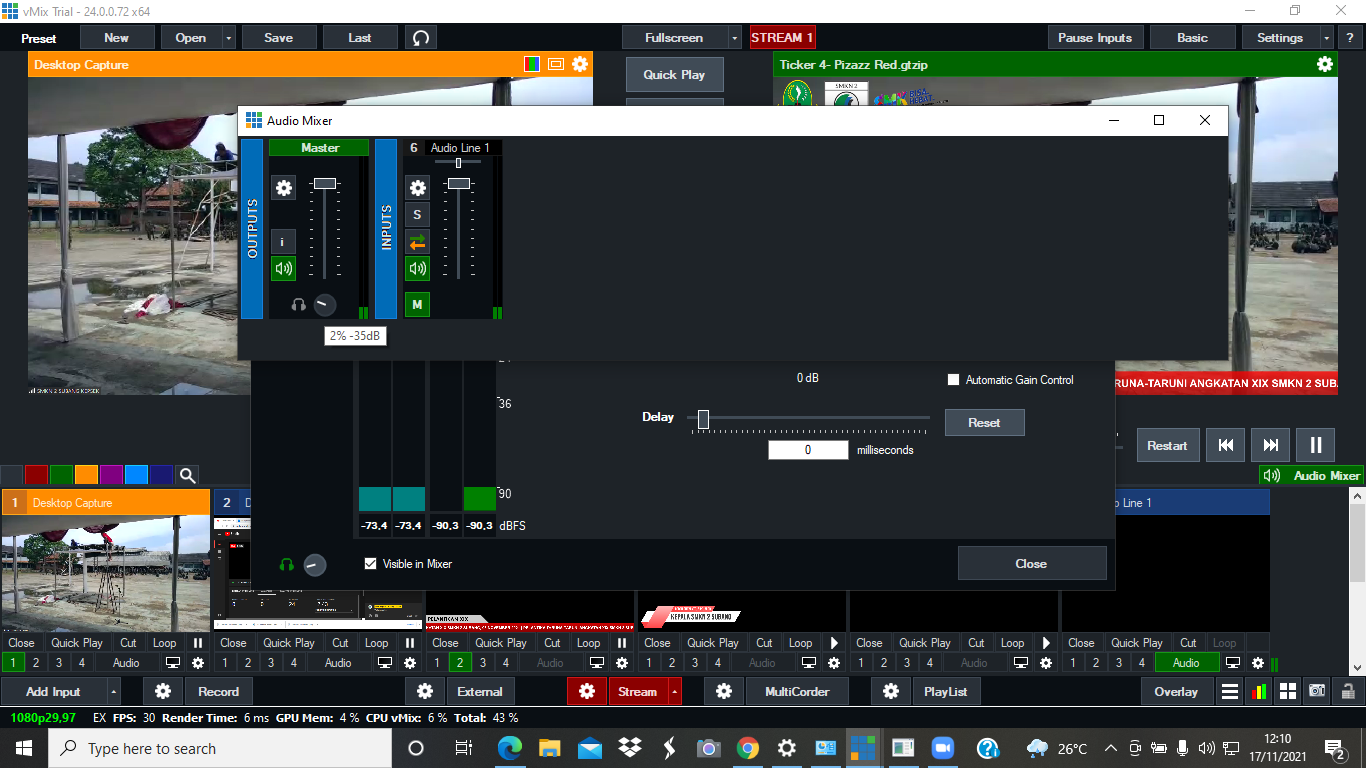 vMix Trial - 24.0.0.72 x64
Preset New Open Save Last Fullscreen STREAM 1 Pause Inputs Basic Settings ?
Desktop Capture
Quick Play
Ticker 4- Pizazz Red.gtzip
SMKN 2
Audio Mixer
OUTPUTS
Master
i
INPUTS
6 Audio Line 1
S
M
2% -35dB
SMKN 2 SUBANG KEPSEK
RUNA-TARUNI ANGKATAN XIX SMKN 2 SUB
36
90
-73,4 -73,4 -90,3 -90,3 dBFS
0 dB
Automatic Gain Control
Delay
Reset
0 milliseconds
Visible in Mixer
Close
Restart
Audio Mixer
1 Desktop Capture
2 D
o Line 1
PELANTIKAN XIX
KEPALA SMKN 2 SUBANG
Close Quick Play Cut Loop Close Quick Play Cut Loop Close Quick Play Cut Loop Close Quick Play Cut Loop Close Quick Play Cut Loop Close Quick Play Cut Loop
1 2 3 4 Audio 1 2 3 4 Audio 1 2 3 4 Audio 1 2 3 4 Audio 1 2 3 4 Audio 1 2 3 4 Audio
Add Input Record External Stream MultiCorder PlayList Overlay
1080p29,97 EX FPS: 30 Render Time: 6 ms GPU Mem: 4 % CPU vMix: 6 % Total: 43 %
Type here to search
26°C
12:10
17/11/2021
2